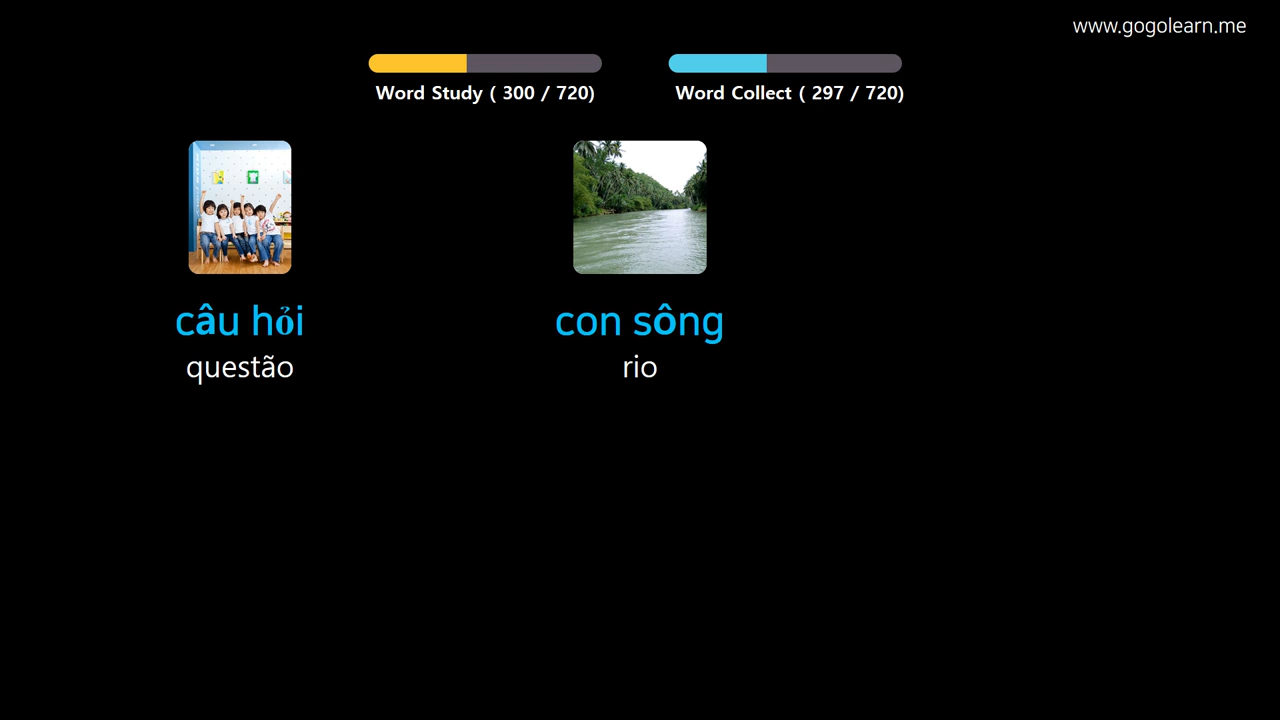 www.gogolearn.me
Word Study ( 300 / 720)
Word Collect ( 297 / 720)
câu hỏi
questão
con sông
rio